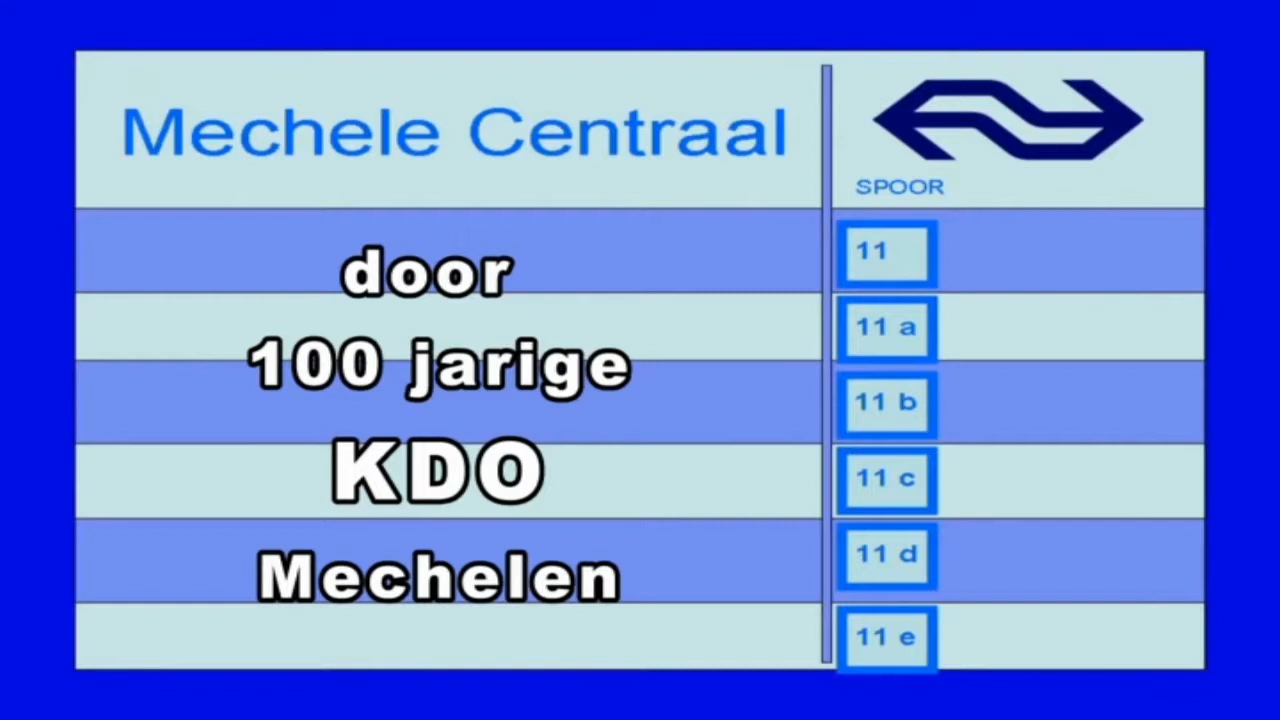 Mechele Centraal
SPOOR
door
11
11 a
100 jarige
11 b
KDO
11 c
Mechelen
11 d
11 e